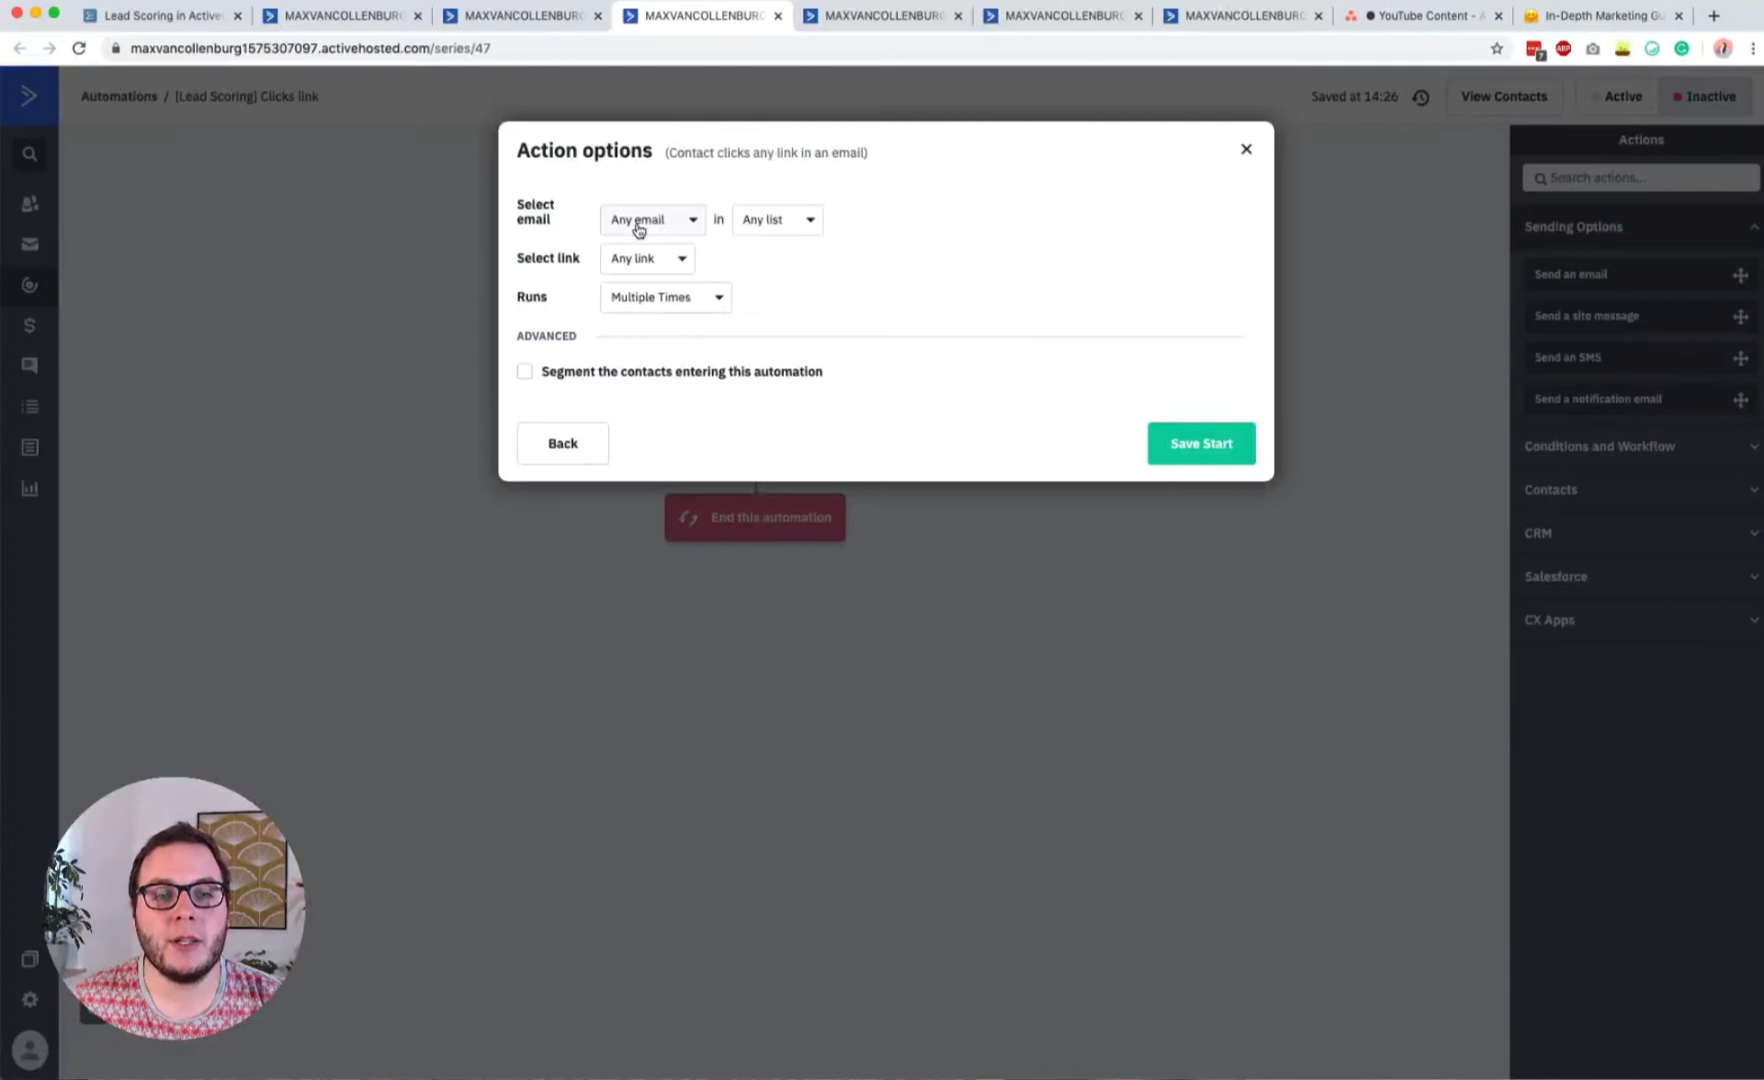 Lead Scoring in Active
MAXVANCOLLENBURG
MAXVANCOLLENBURG
MAXVANCOLLENBURG
MAXVANCOLLENBURG
MAXVANCOLLENBURG
MAXVANCOLLENBURG
YouTube Content - A
In-Depth Marketing Gu
maxvancollenburg1575307097.activehosted.com/series/47
7
ABP
Automations / [Lead Scoring] Clicks link
Saved at 14:26
View Contacts
Active
Inactive
Action options (Contact clicks any link in an email)
Select email
Any email
in
Any list
Select link
Any link
Runs
Multiple Times
ADVANCED
Segment the contacts entering this automation
Back
Save Start
End this automation
Actions
Search actions...
Sending Options
Send an email
Send a site message
Send an SMS
Send a notification email
Conditions and Workflow
Contacts
CRM
Salesforce
CX Apps